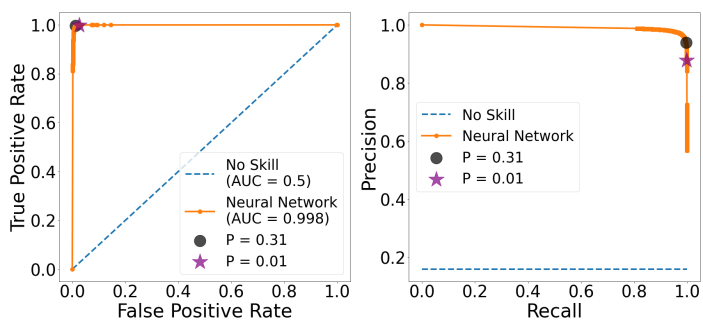 1.0
0.8
0.6
0.4
0.2
0.0
True Positive Rate
No Skill
(AUC = 0.5)
Neural Network
(AUC = 0.998)
P = 0.31
P = 0.01
0.0 0.2 0.4 0.6 0.8 1.0
False Positive Rate
1.0
0.8
0.6
0.4
0.2
Precision
No Skill
Neural Network
P = 0.31
P = 0.01
0.0 0.2 0.4 0.6 0.8 1.0
Recall